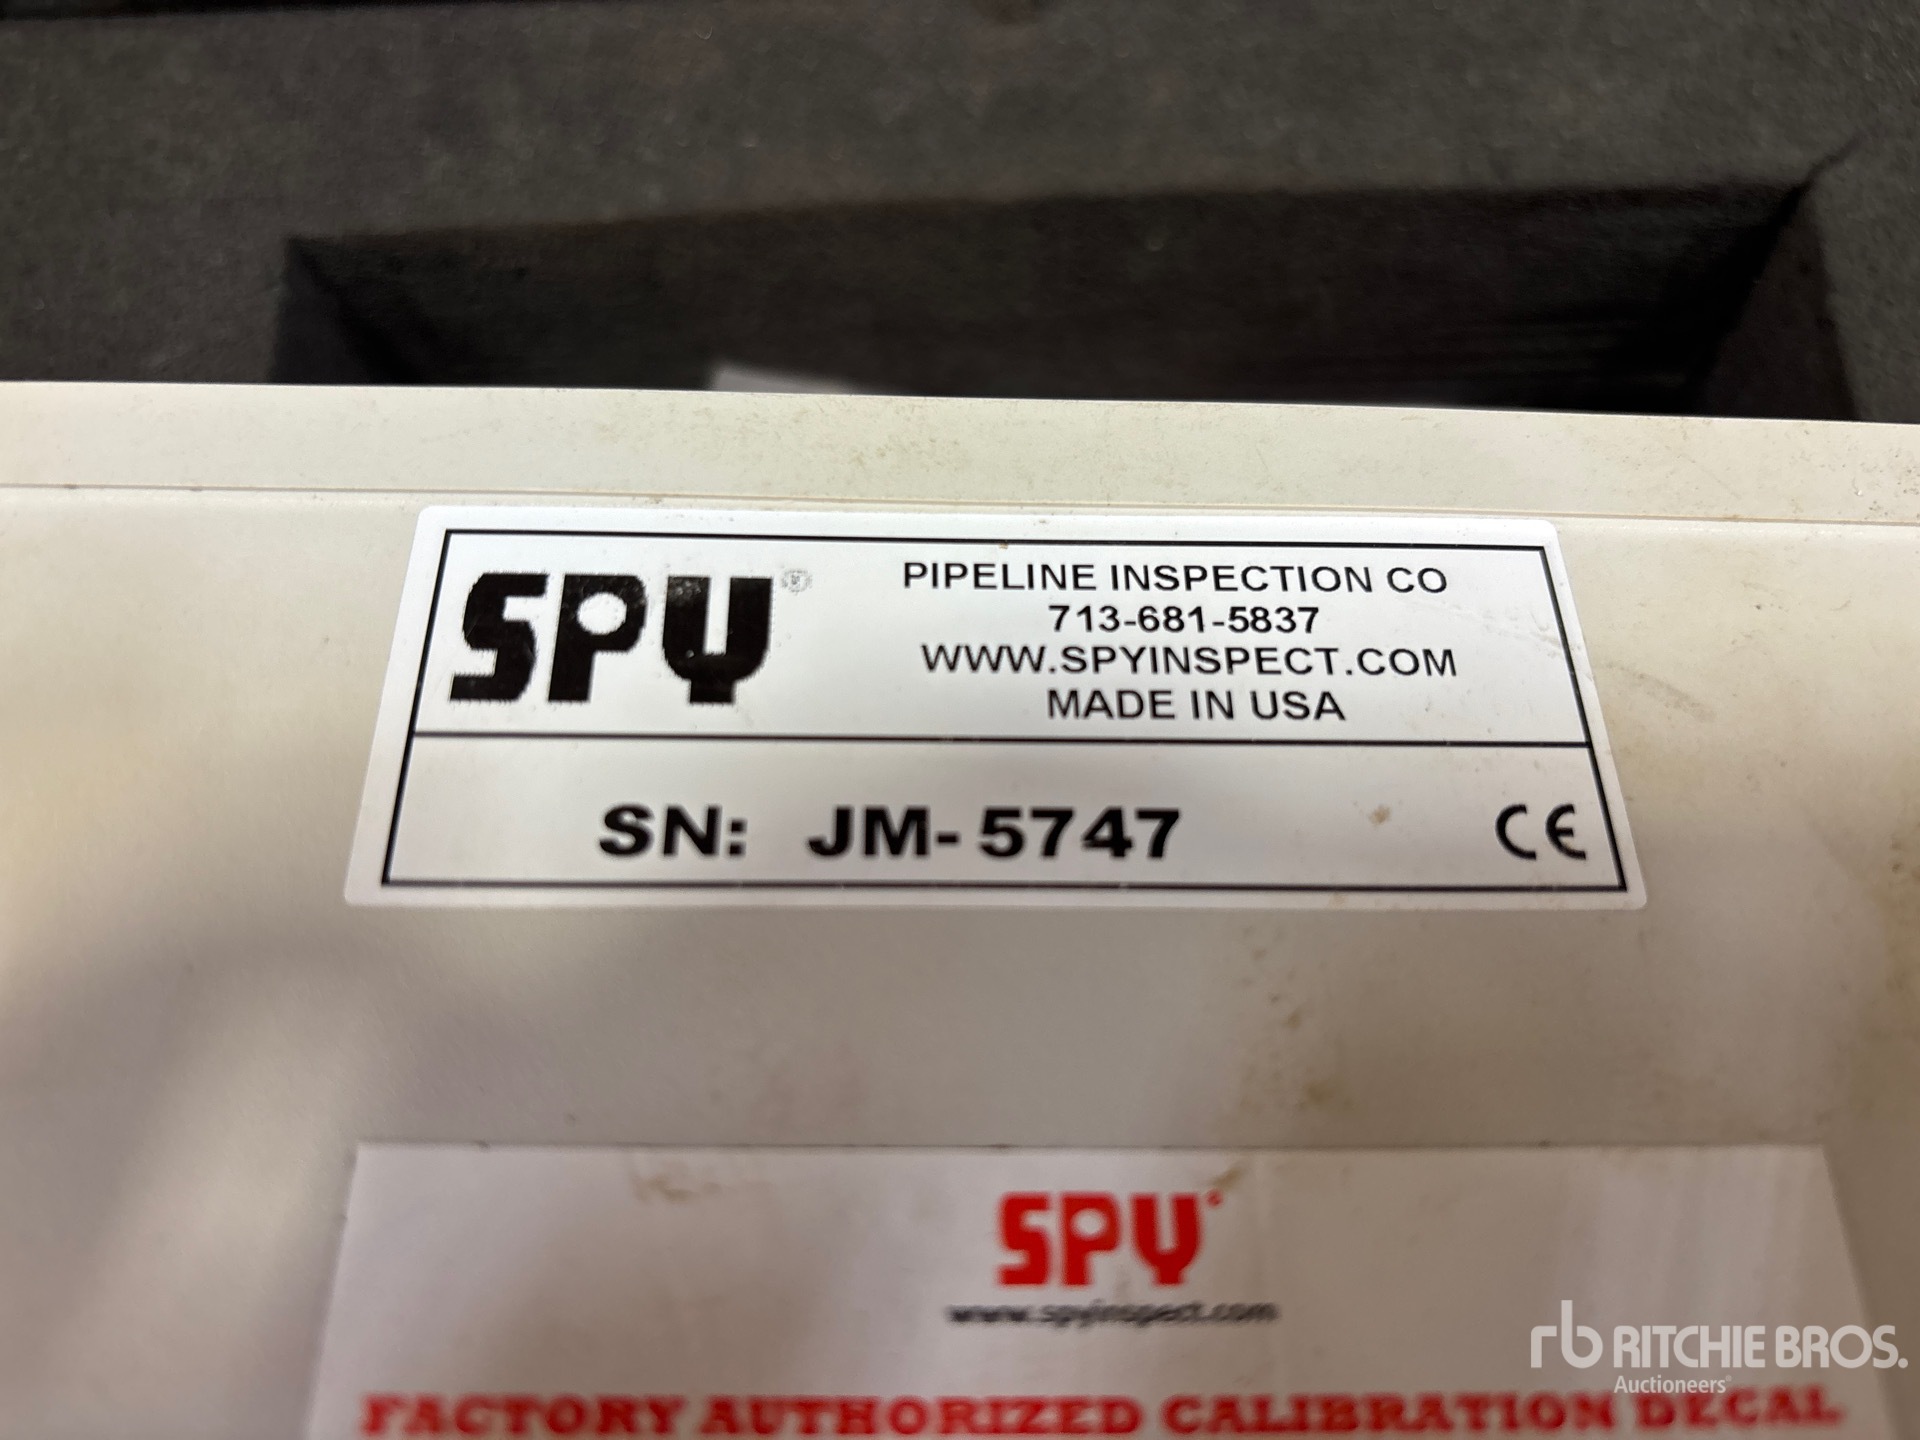 SPY®
PIPELINE INSPECTION CO
713-681-5837
WWW.SPYINSPECT.COM
MADE IN USA
SN: JM-5747
CE
SPY®
www.spyinspect.com
FACTORY AUTHORIZED CALIBRATION DECAL
rb RITCHIE BROS.
Auctioneers